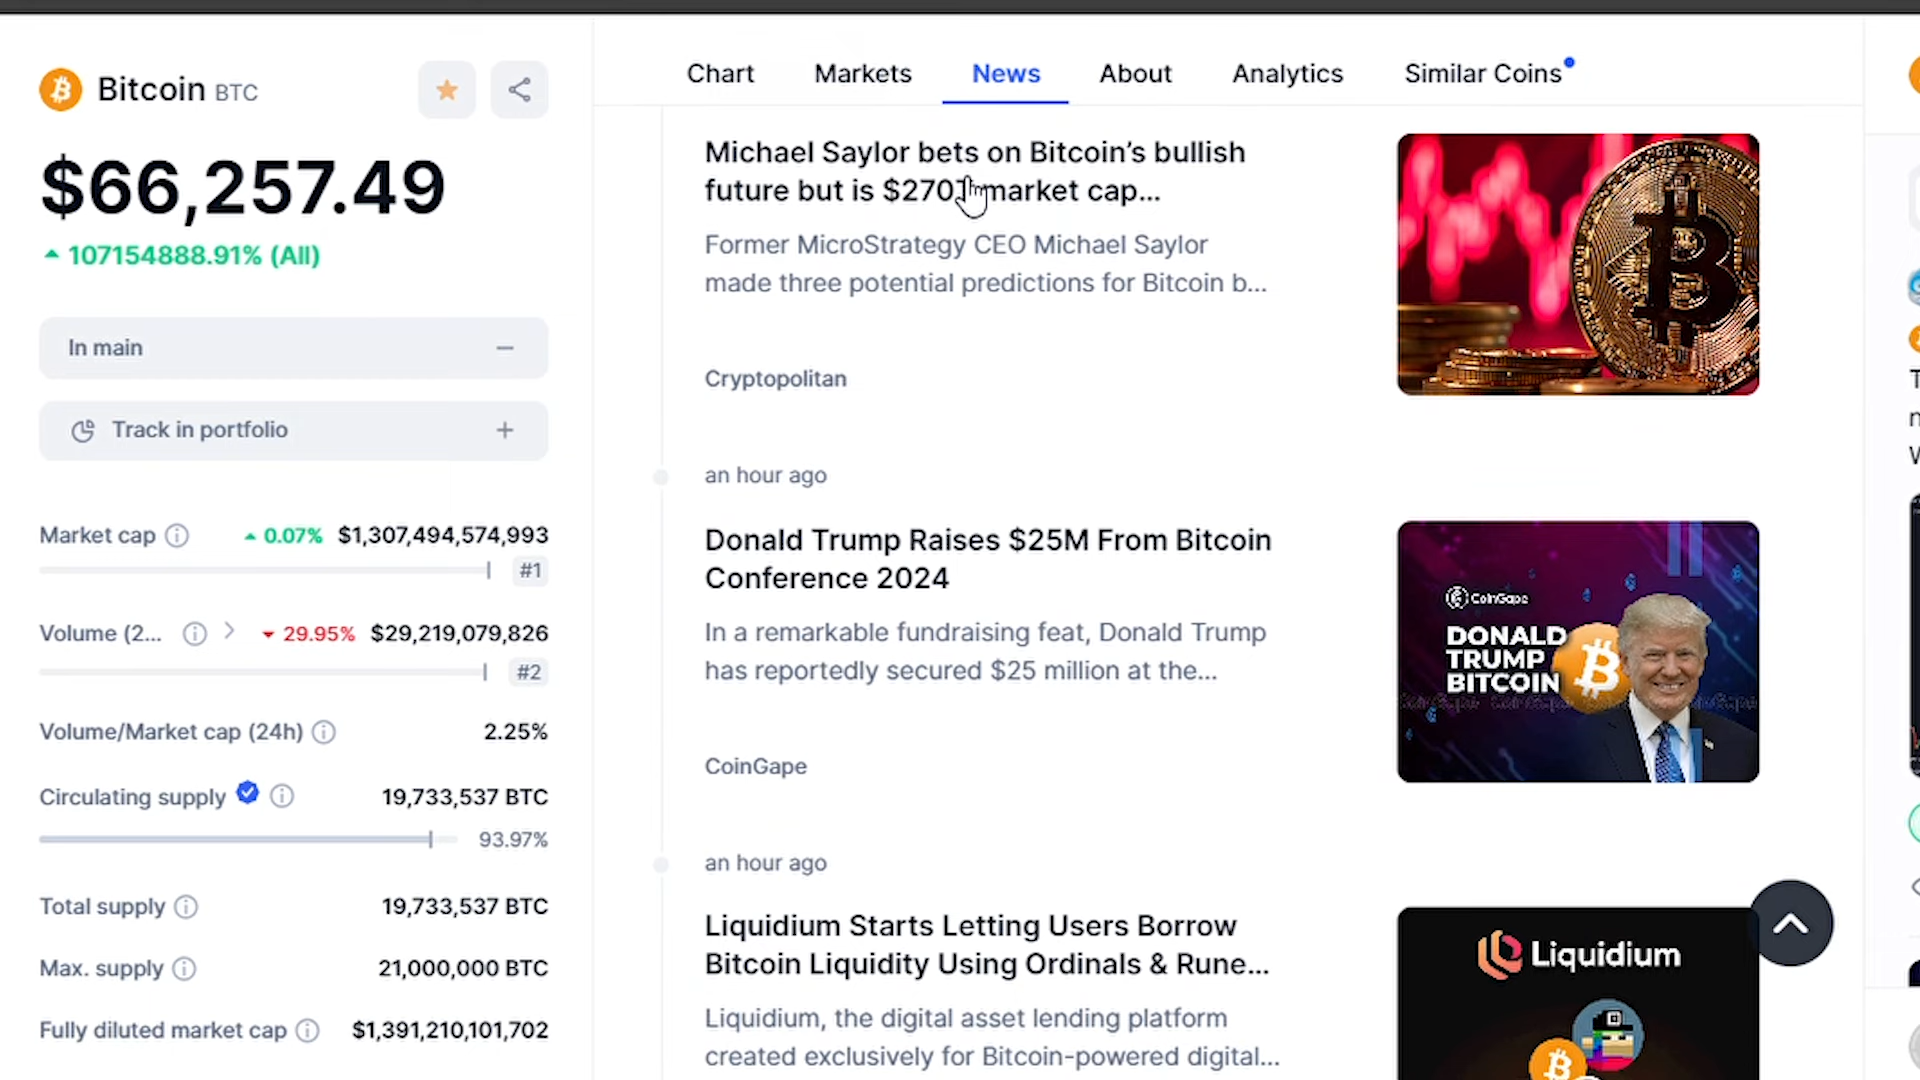 Bitcoin BTC
$66,257.49
107154888.91% (All)
In main
Track in portfolio
Market cap 0.07% $1,307,494,574,993
#1
Volume (2... 29.95% $29,219,079,826
#2
Volume/Market cap (24h) 2.25%
Circulating supply 19,733,537 BTC
93.97%
Total supply 19,733,537 BTC
Max. supply 21,000,000 BTC
Fully diluted market cap $1,391,210,101,702
Chart Markets News About Analytics Similar Coins
Michael Saylor bets on Bitcoin’s bullish
future but is market cap...
Former MicroStrategy CEO Michael Saylor
made three potential predictions for Bitcoin b...
Cryptopolitan
an hour ago
Donald Trump Raises $25M From Bitcoin
Conference 2024
In a remarkable fundraising feat, Donald Trump
has reportedly secured $25 million at the...
CoinGape
CoinGape
DONALD
TRUMP
BITCOIN
an hour ago
Liquidium Starts Letting Users Borrow
Bitcoin Liquidity Using Ordinals & Rune...
Liquidium, the digital asset lending platform
created exclusively for Bitcoin-powered digital...
Liquidium